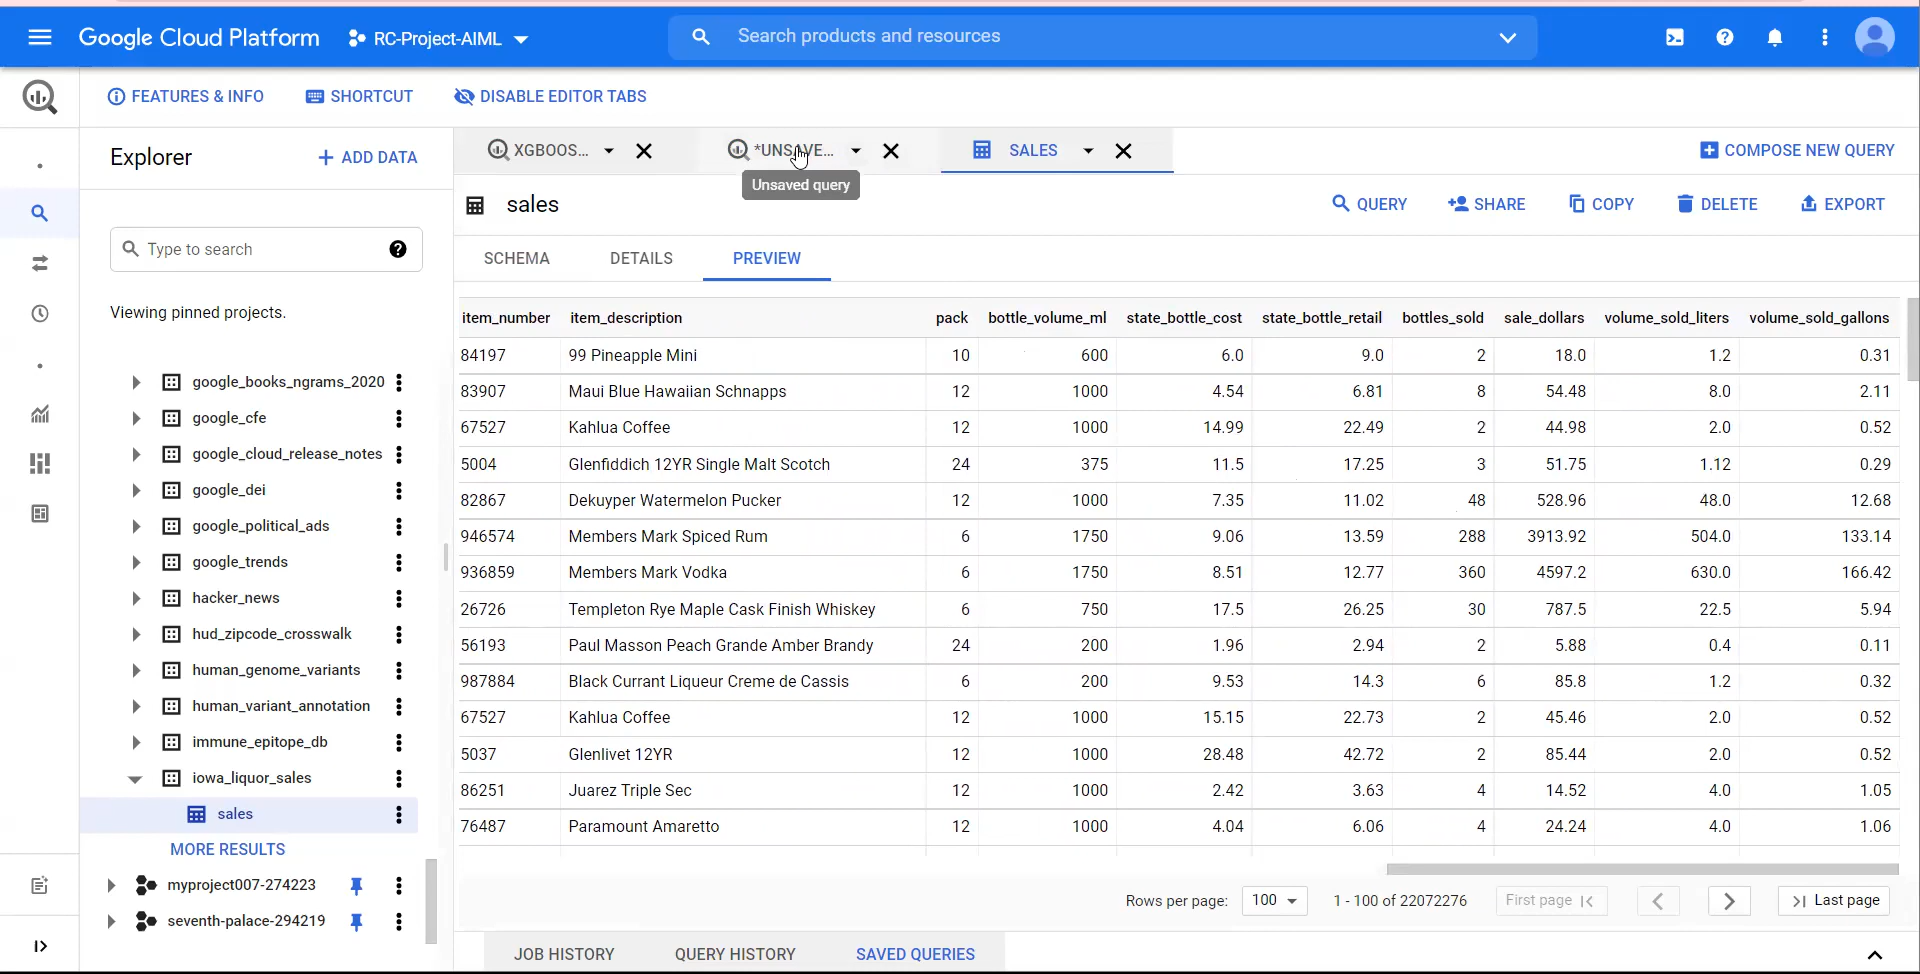 Google Cloud Platform RC-Project-AIML Search products and resources
FEATURES & INFO SHORTCUT DISABLE EDITOR TABS
Explorer + ADD DATA
XGBOOS... *UNSAVE... SALES COMPOSE NEW QUERY
Unsaved query
sales QUERY SHARE COPY DELETE EXPORT
Type to search
SCHEMA DETAILS PREVIEW
Viewing pinned projects.
google_books_ngrams_2020
google_cfe
google_cloud_release_notes
google_dei
google_political_ads
google_trends
hacker_news
hud_zipcode_crosswalk
human_genome_variants
human_variant_annotation
immune_epitope_db
iowa_liquor_sales
sales
MORE RESULTS
myproject007-274223
seventh-palace-294219
item_number item_description pack bottle_volume_ml state_bottle_cost state_bottle_retail bottles_sold sale_dollars volume_sold_liters volume_sold_gallons
84197 99 Pineapple Mini 10 600 6.0 9.0 2 18.0 1.2 0.31
83907 Maui Blue Hawaiian Schnapps 12 1000 4.54 6.81 8 54.48 8.0 2.11
67527 Kahlua Coffee 12 1000 14.99 22.49 2 44.98 2.0 0.52
5004 Glenfiddich 12YR Single Malt Scotch 24 375 11.5 17.25 3 51.75 1.12 0.29
82867 Dekuyper Watermelon Pucker 12 1000 7.35 11.02 48 528.96 48.0 12.68
946574 Members Mark Spiced Rum 6 1750 9.06 13.59 288 3913.92 504.0 133.14
936859 Members Mark Vodka 6 1750 8.51 12.77 360 4597.2 630.0 166.42
26726 Templeton Rye Maple Cask Finish Whiskey 6 750 17.5 26.25 30 787.5 22.5 5.94
56193 Paul Masson Peach Grande Amber Brandy 24 200 1.96 2.94 2 5.88 0.4 0.11
987884 Black Currant Liqueur Creme de Cassis 6 200 9.53 14.3 6 85.8 1.2 0.32
67527 Kahlua Coffee 12 1000 15.15 22.73 2 45.46 2.0 0.52
5037 Glenlivet 12YR 12 1000 28.48 42.72 2 85.44 2.0 0.52
86251 Juarez Triple Sec 12 1000 2.42 3.63 4 14.52 4.0 1.05
76487 Paramount Amaretto 12 1000 4.04 6.06 4 24.24 4.0 1.06
Rows per page: 100 1 - 100 of 22072276 First page Last page
JOB HISTORY QUERY HISTORY SAVED QUERIES